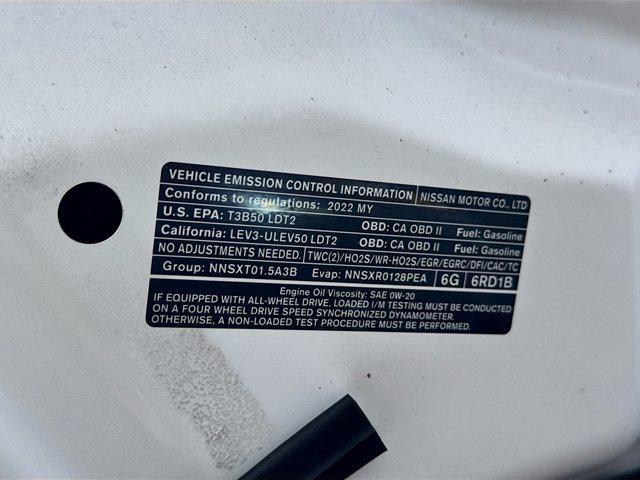 VEHICLE EMISSION CONTROL INFORMATION NISSAN MOTOR CO., LTD
Conforms to regulations: 2022 MY
U.S. EPA: T3B50 LDT2 OBD: CA OBD II Fuel: Gasoline
California: LEV3-ULEV50 LDT2 OBD: CA OBD II Fuel: Gasoline
NO ADJUSTMENTS NEEDED. TWC(2)/HO2S/WR-HO2S/EGR/EGRC/DFI/CAC/TC
Group: NNSXT01.5A3B Evap: NNSXR0128PEA 6G 6RD1B
Engine Oil Viscosity: SAE 0W-20
IF EQUIPPED WITH ALL-WHEEL DRIVE, LOADED I/M TESTING MUST BE CONDUCTED
ON A FOUR WHEEL DRIVE SPEED SYNCHRONIZED DYNAMOMETER.
OTHERWISE, A NON-LOADED TEST PROCEDURE MUST BE PERFORMED.